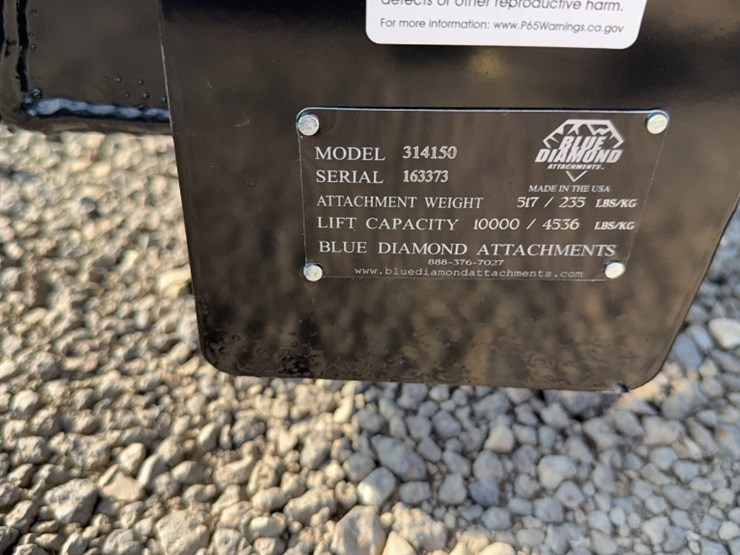 defects or other reproductive harm.
For more information: www.P65Warnings.ca.gov
BLUE
DIAMOND
ATTACHMENTS
MADE IN THE USA
MODEL 314150
SERIAL 163373
ATTACHMENT WEIGHT 517 / 235 LBS/KG
LIFT CAPACITY 10000 / 4536 LBS/KG
BLUE DIAMOND ATTACHMENTS
888-376-7027
www.bluediamondattachments.com